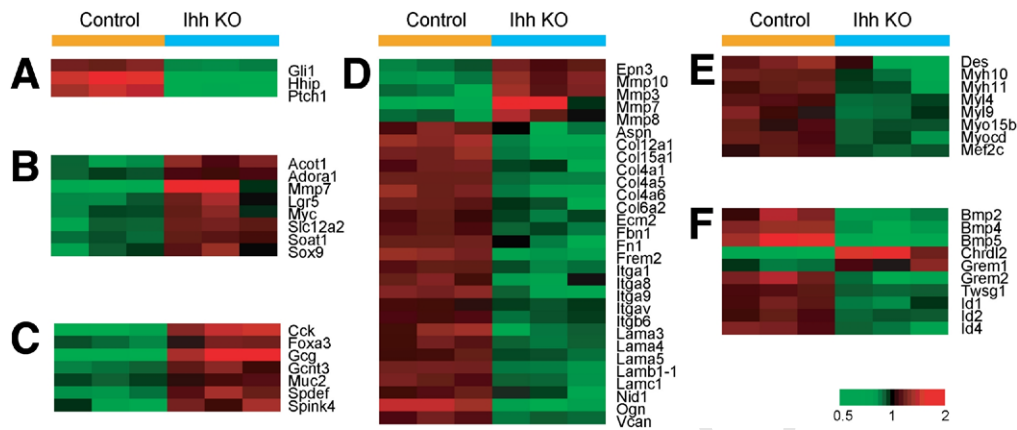 Control Ihh KO
A
Gli1
Hhip
Ptch1
B
Acot1
Adora1
Mmp7
Lgr5
Myc
Slc12a2
Soat1
Sox9
C
Cck
Foxa3
Gcg
Gcnt3
Muc2
Spdef
Spink4
Control Ihh KO
D
Epn3
Mmp10
Mmp3
Mmp7
Mmp8
Aspn
Col12a1
Col15a1
Col4a1
Col4a5
Col4a6
Col6a2
Ecm2
Fbn1
Fn1
Frem2
Itga1
Itga8
Itga9
Itgav
Itgb6
Lama3
Lama4
Lama5
Lamb1-1
Lamc1
Nid1
Ogn
Vcan
Control Ihh KO
E
Des
Myh10
Myh11
Myl4
Myl9
Myo15b
Myocd
Mef2c
F
Bmp2
Bmp4
Bmp5
Chrdl2
Grem1
Grem2
Twsg1
Id1
Id2
Id4
0.5 1 2